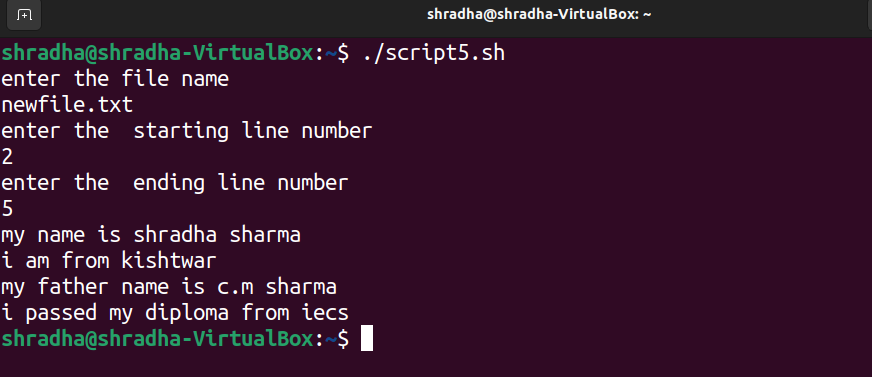 shradha@shradha-VirtualBox: ~
shradha@shradha-VirtualBox:~$ ./script5.sh
enter the file name
newfile.txt
enter the  starting line number
2
enter the  ending line number
5
my name is shradha sharma
i am from kishtwar
my father name is c.m sharma
i passed my diploma from iecs
shradha@shradha-VirtualBox:~$